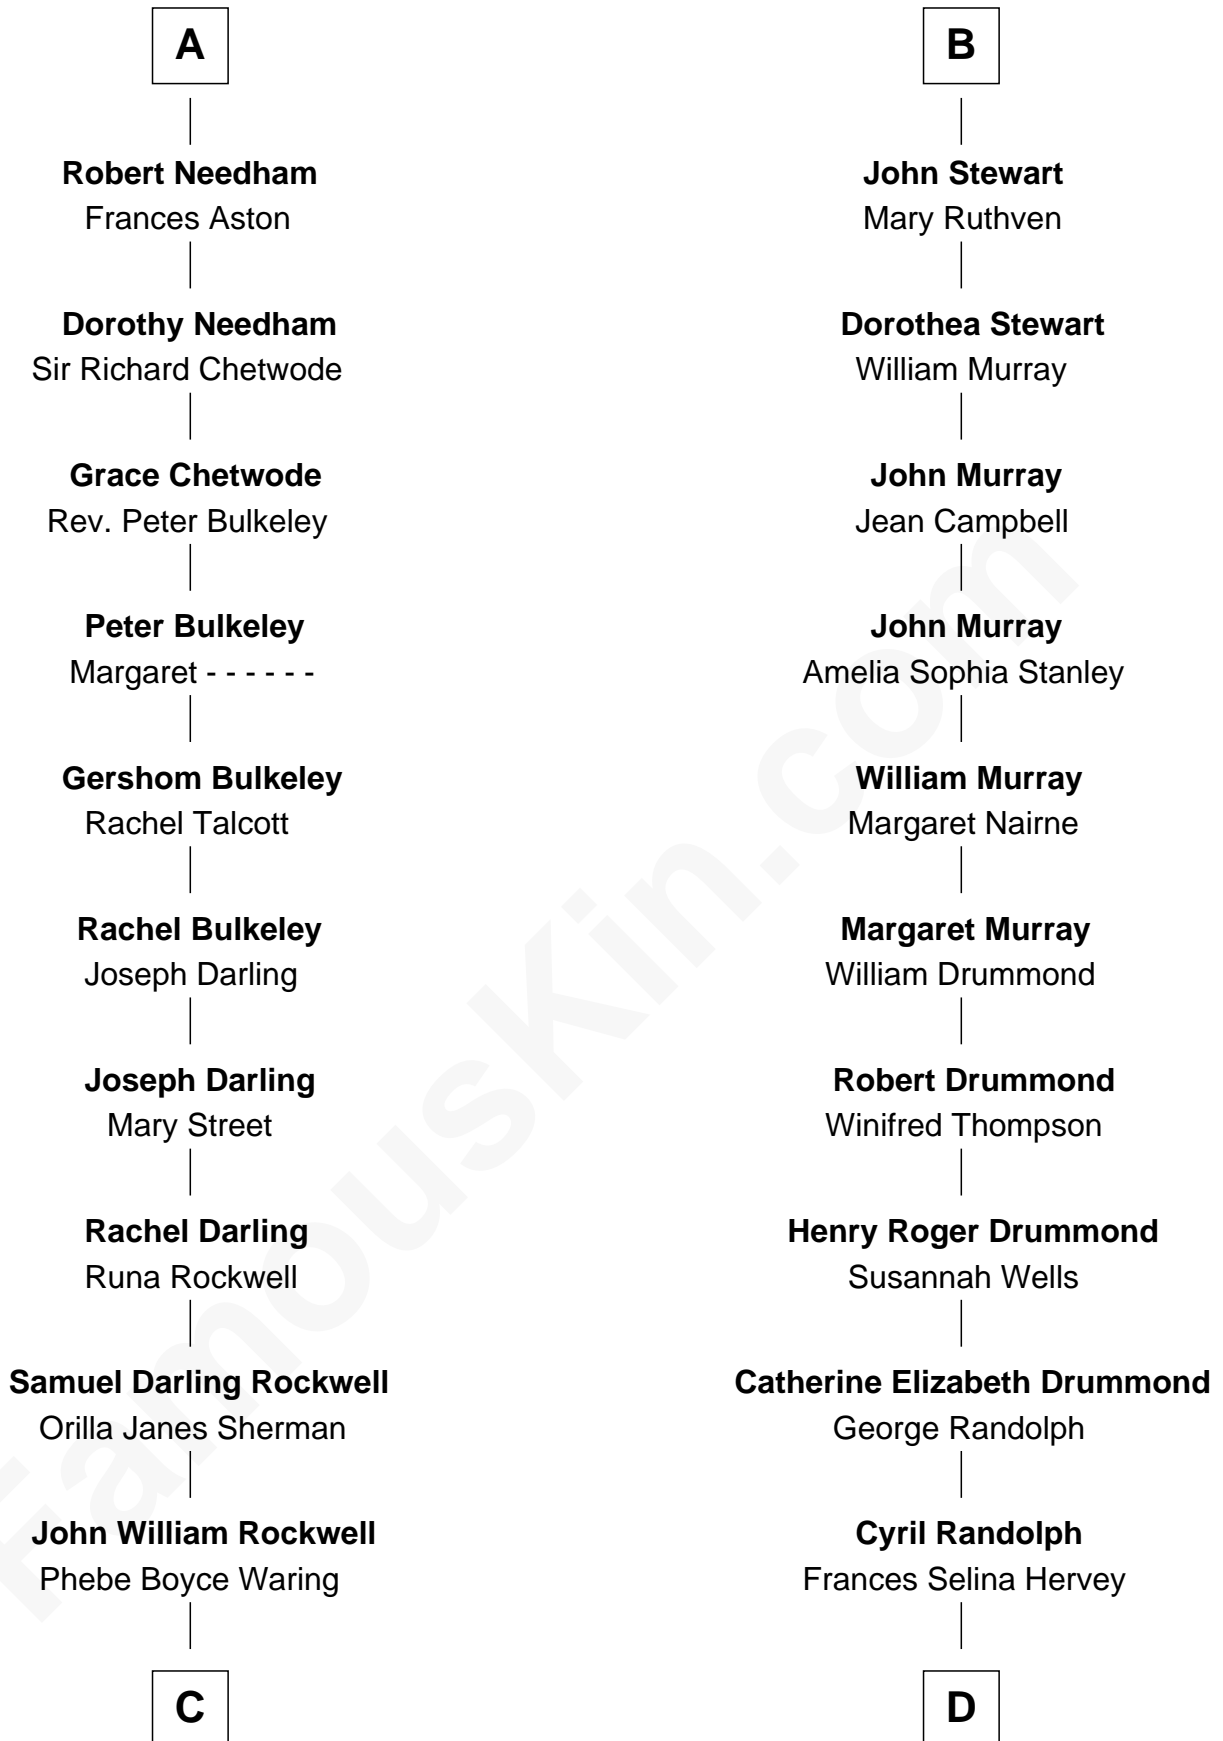 A
Robert Needham
Frances Aston
Dorothy Needham
Sir Richard Chetwode
Grace Chetwode
Rev. Peter Bulkeley
Peter Bulkeley
Margaret - - - - - -
Gershom Bulkeley
Rachel Talcott
Rachel Bulkeley
Joseph Darling
Joseph Darling
Mary Street
Rachel Darling
Runa Rockwell
Samuel Darling Rockwell
Orilla Janes Sherman
John William Rockwell
Phebe Boyce Waring
C
B
John Stewart
Mary Ruthven
Dorothea Stewart
William Murray
John Murray
Jean Campbell
John Murray
Amelia Sophia Stanley
William Murray
Margaret Nairne
Margaret Murray
William Drummond
Robert Drummond
Winifred Thompson
Henry Roger Drummond
Susannah Wells
Catherine Elizabeth Drummond
George Randolph
Cyril Randolph
Frances Selina Hervey
D
FamousKin.com